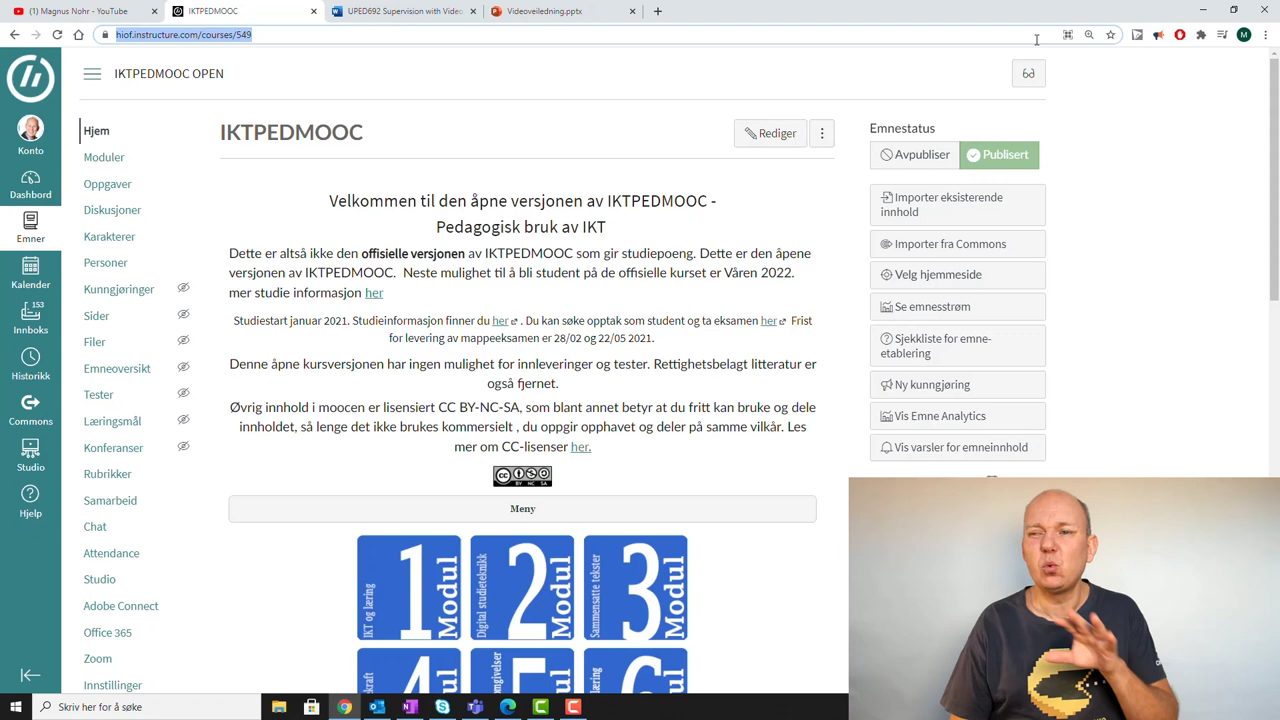 (1) Magnus Nohr - YouTube
IKTPEDMOOC
UPED692 Supervision with Video
Videoveiledning.pptx
hiof.instructure.com/courses/549
IKTPEDMOOC OPEN
Konto
Dashbord
Emner
Kalender
153
Innboks
Historikk
Commons
Studio
Hjelp
Hjem
Moduler
Oppgaver
Diskusjoner
Karakterer
Personer
Kunngjøringer
Sider
Filer
Emneoversikt
Tester
Læringsmål
Konferanser
Rubrikker
Samarbeid
Chat
Attendance
Studio
Adobe Connect
Office 365
Zoom
Innstillinger
IKTPEDMOOC
Rediger
Velkommen til den åpne versjonen av IKTPEDMOOC -
Pedagogisk bruk av IKT
Dette er altså ikke den offisielle versjonen av IKTPEDMOOC som gir studiepoeng. Dette er den åpne
versjonen av IKTPEDMOOC. Neste mulighet til å bli student på de offisielle kurset er Våren 2022.
mer studie informasjon her
Studiestart januar 2021. Studieinformasjon finner du her . Du kan søke opptak som student og ta eksamen her Frist
for levering av mappeeksamen er 28/02 og 22/05 2021.
Denne åpne kursversjonen har ingen mulighet for innleveringer og tester. Rettighetsbelagt litteratur er
også fjernet.
Øvrig innhold i moocen er lisensiert CC BY-NC-SA, som blant annet betyr at du fritt kan bruke og dele
innholdet, så lenge det ikke brukes kommersielt , du oppgir opphavet og deler på samme vilkår. Les
mer om CC-lisenser her.
CC BY NC SA
Meny
IKT og læring 1 Modul
Digital studieteknikk 2 Modul
Sammensatte tekster 3 Modul
4
5
6
Emnestatus
Avpubliser
Publisert
Importer eksisterende
innhold
Importer fra Commons
Velg hjemmeside
Se emnesstrøm
Sjekkliste for emne-
etablering
Ny kunngjøring
Vis Emne Analytics
Vis varsler for emneinnhold
Skriv her for å søke